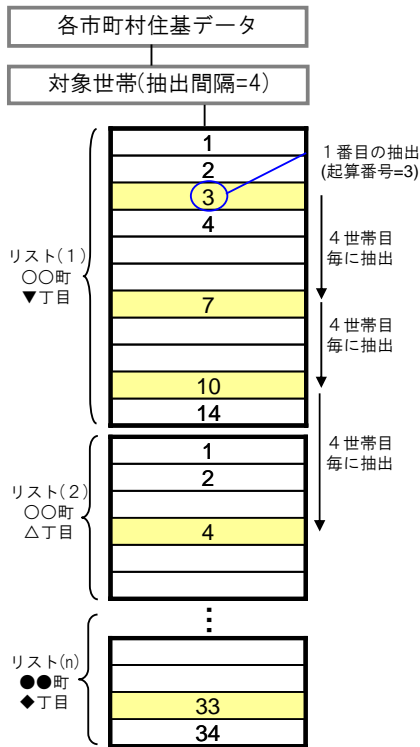 各市町村住基データ
対象世帯(抽出間隔=4)
1
2
3
4
7
10
14
1番目の抽出
(起算番号=3)
4世帯目
毎に抽出
4世帯目
毎に抽出
4世帯目
毎に抽出
リスト(1)
○○町
▼丁目
1
2
4
リスト(2)
○○町
△丁目
⋮
33
34
リスト(n)
●●町
◆丁目